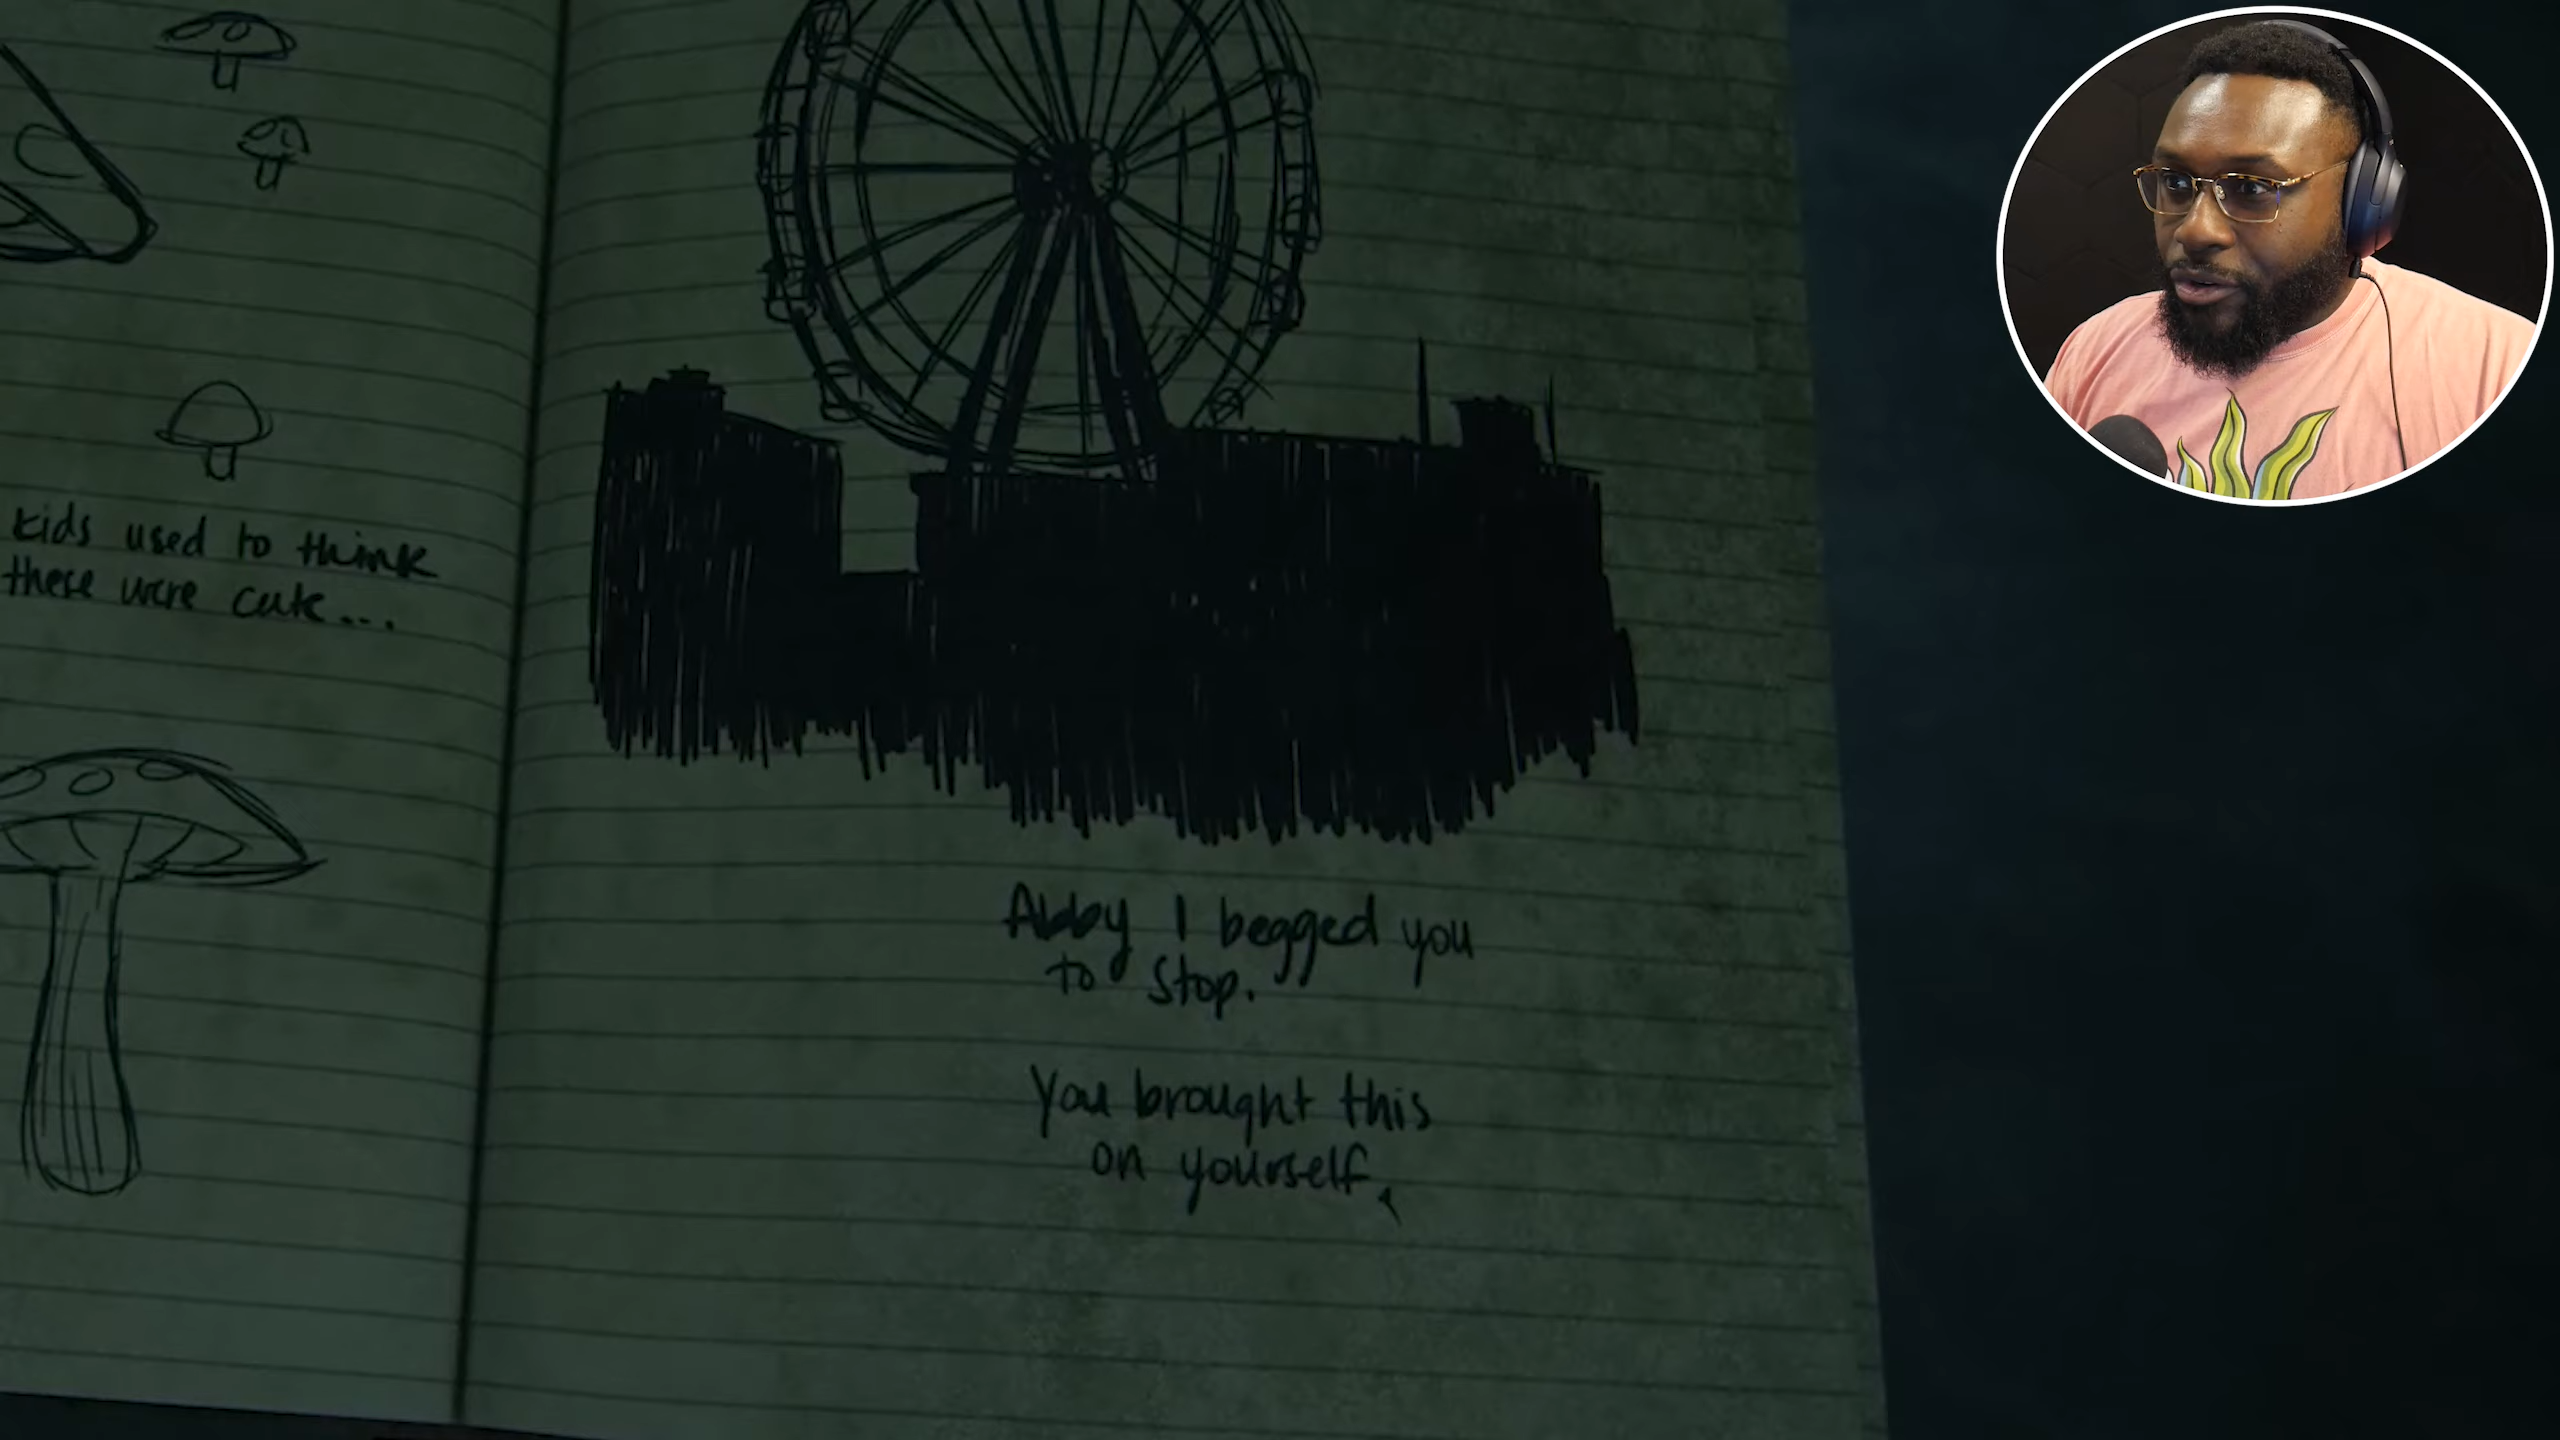 kids used to think
these were cute...
Abby I begged you
to stop.
You brought this
on yourself.